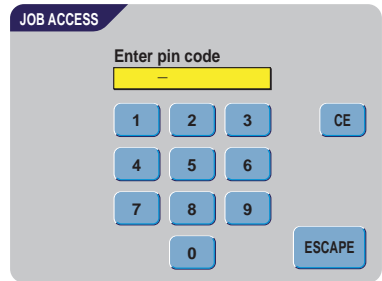 JOB ACCESS
Enter pin code
_
1 2 3 CE
4 5 6
7 8 9
0 ESCAPE